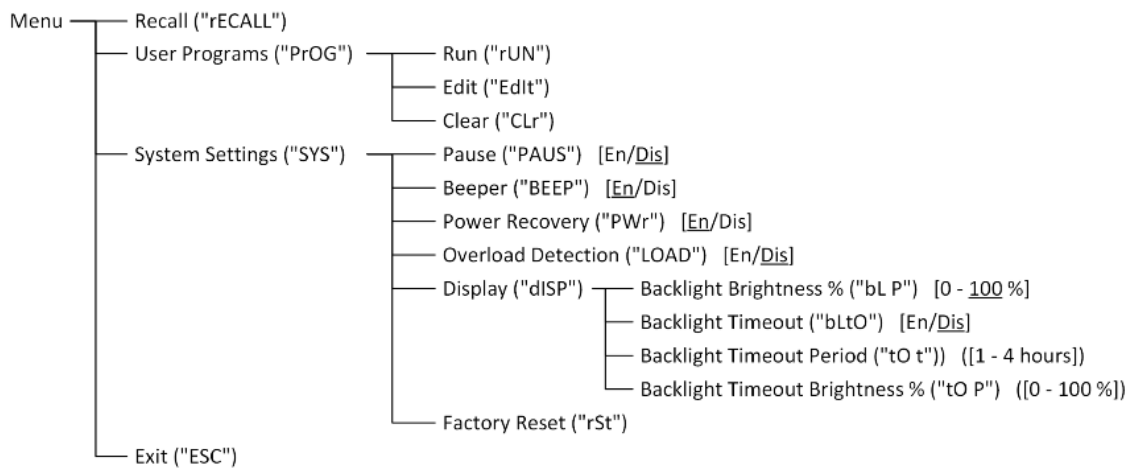 Menu Recall ("rECALL")
User Programs ("PrOG") Run ("rUN")
Edit ("EdIt")
Clear ("CLr")
System Settings ("SYS") Pause ("PAUS") [En/Dis]
Beeper ("BEEP") [En/Dis]
Power Recovery ("PWr") [En/Dis]
Overload Detection ("LOAD") [En/Dis]
Display ("dISP") Backlight Brightness % ("bL P") [0 - 100 %]
Backlight Timeout ("bLtO") [En/Dis]
Backlight Timeout Period ("tO t")) ([1 - 4 hours])
Backlight Timeout Brightness % ("tO P") ([0 - 100 %])
Factory Reset ("rSt")
Exit ("ESC")